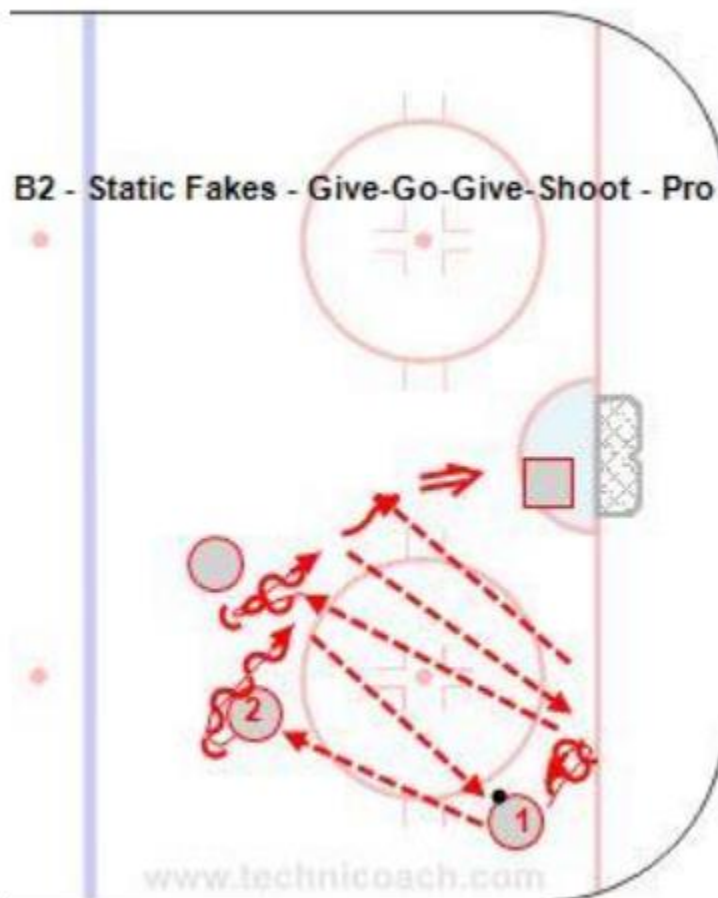 B2 - Static Fakes - Give-Go-Give-Shoot - Pro
2
1
www.technicoach.com